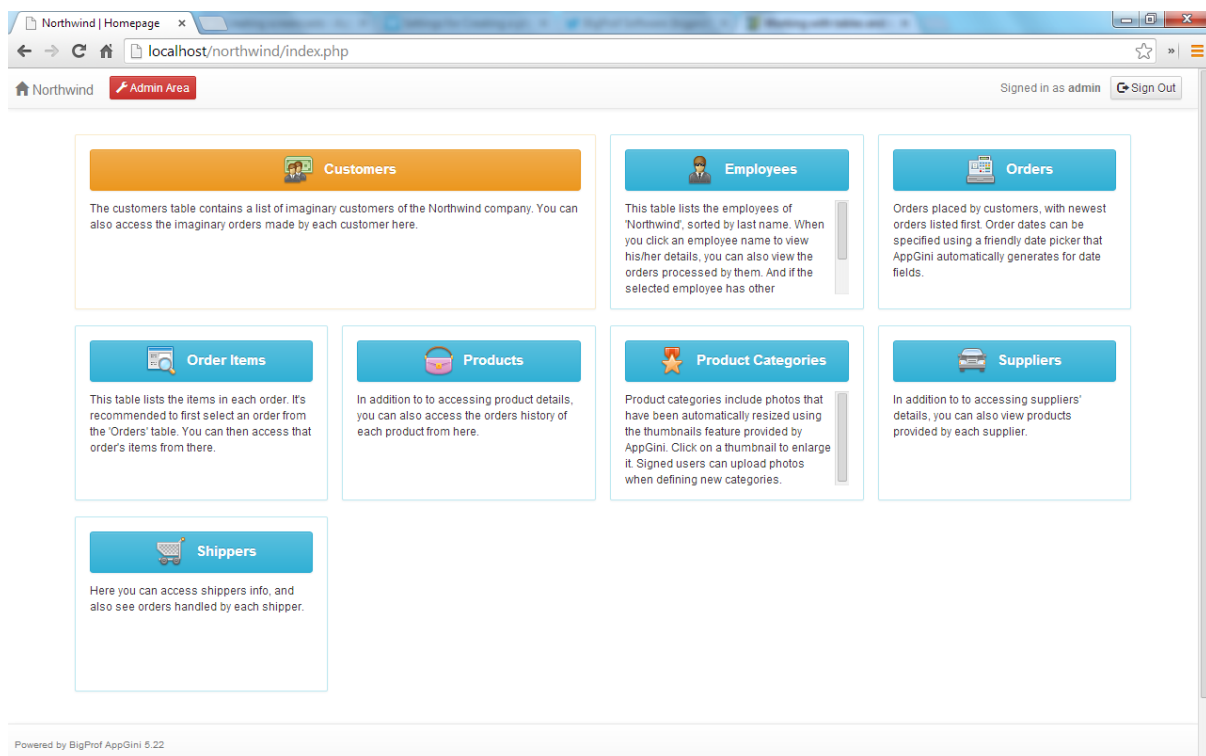 Northwind | Homepage
localhost/northwind/index.php
Northwind
Admin Area
Signed in as admin
Sign Out
Customers
The customers table contains a list of imaginary customers of the Northwind company. You can
also access the imaginary orders made by each customer here.
Employees
This table lists the employees of
'Northwind', sorted by last name. When
you click an employee name to view
his/her details, you can also view the
orders processed by them. And if the
selected employee has other
Orders
Orders placed by customers, with newest
orders listed first. Order dates can be
specified using a friendly date picker that
AppGini automatically generates for date
fields.
Order Items
This table lists the items in each order. It's
recommended to first select an order from
the 'Orders' table. You can then access that
order's items from there.
Products
In addition to to accessing product details,
you can also access the orders history of
each product from here.
Product Categories
Product categories include photos that
have been automatically resized using
the thumbnails feature provided by
AppGini. Click on a thumbnail to enlarge
it. Signed users can upload photos
when defining new categories.
Suppliers
In addition to to accessing suppliers'
details, you can also view products
provided by each supplier.
Shippers
Here you can access shippers info, and
also see orders handled by each shipper.
Powered by BigProf AppGini 5.22